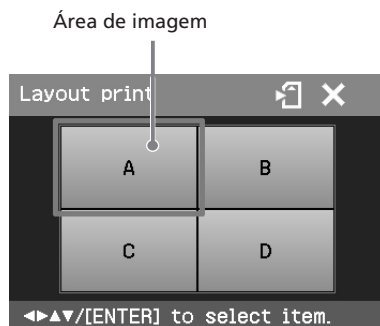 Área de imagem
Layout print
A B
C D
◄►▲▼/[ENTER] to select item.